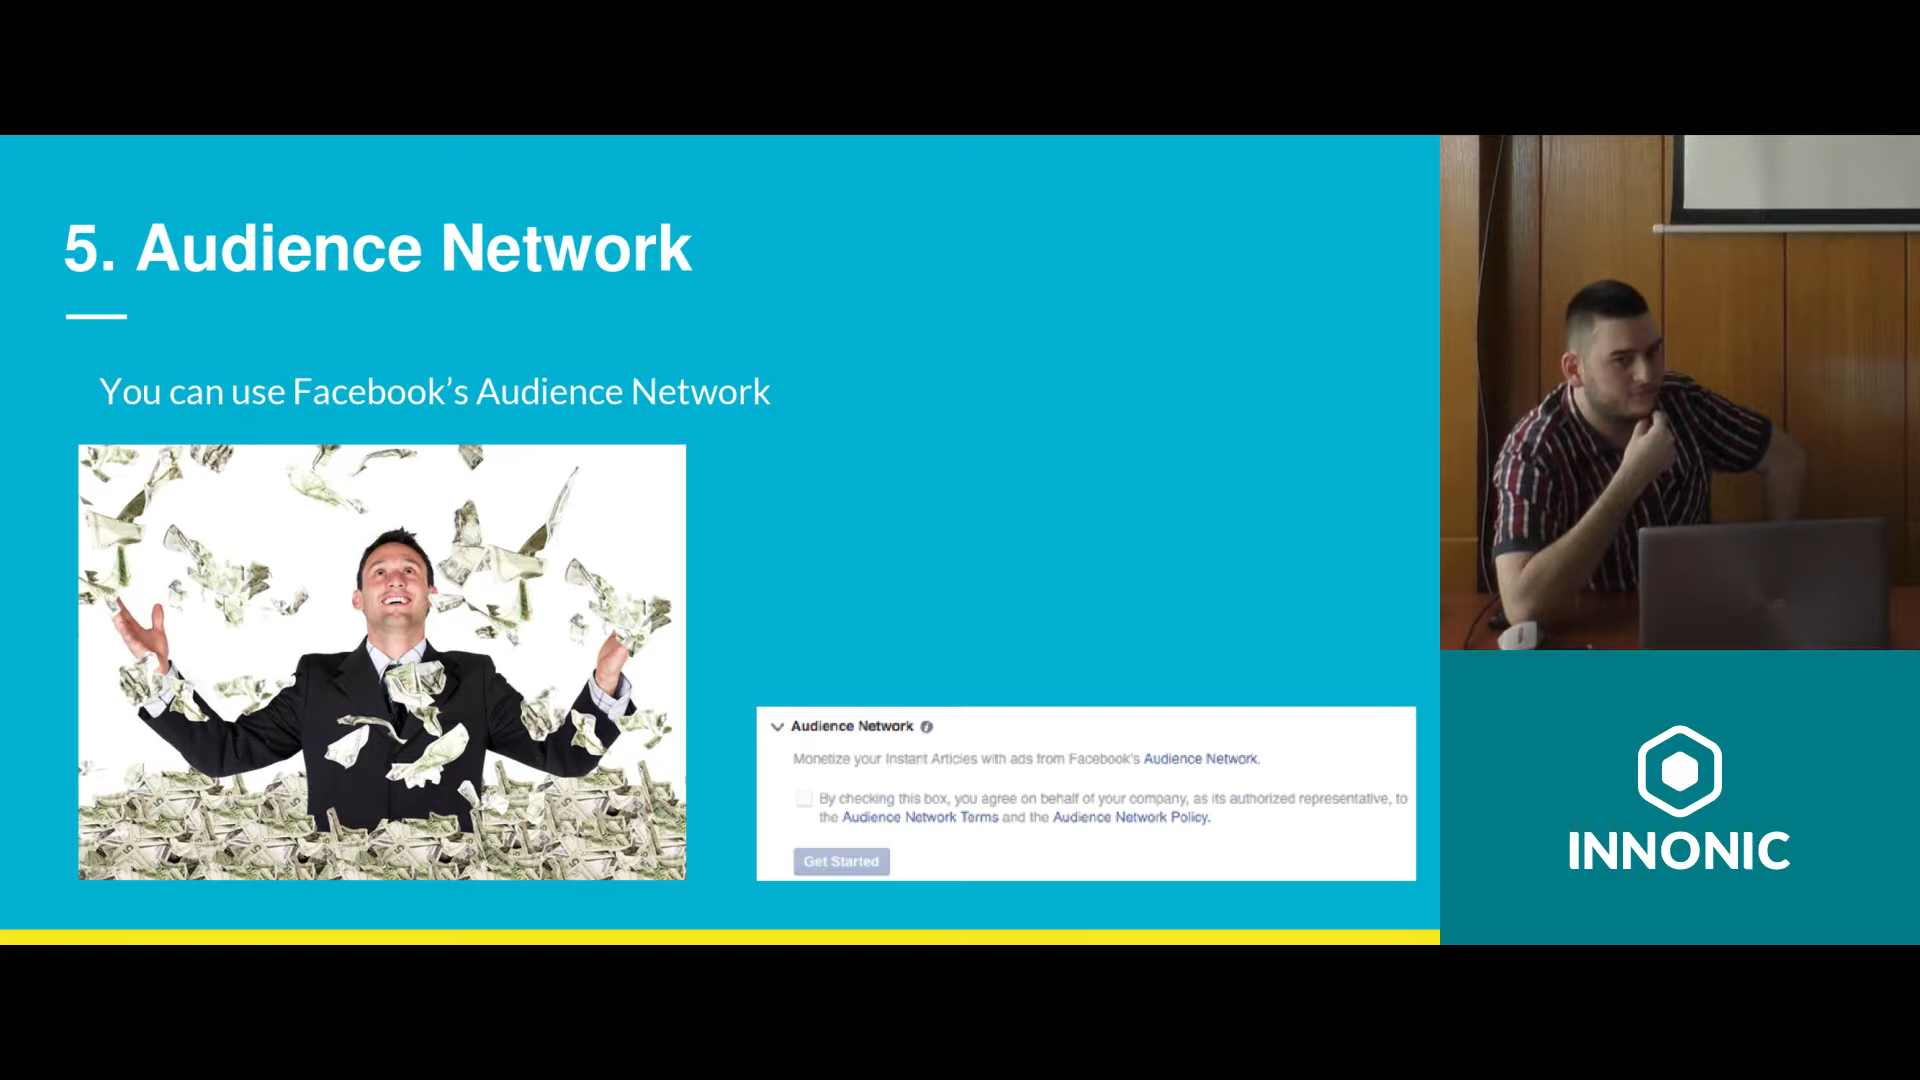 5. Audience Network
You can use Facebook’s Audience Network
Audience Network
Monetize your Instant Articles with ads from Facebook's Audience Network.
By checking this box, you agree on behalf of your company, as its authorized representative, to
the Audience Network Terms and the Audience Network Policy.
Get Started
INNONIC